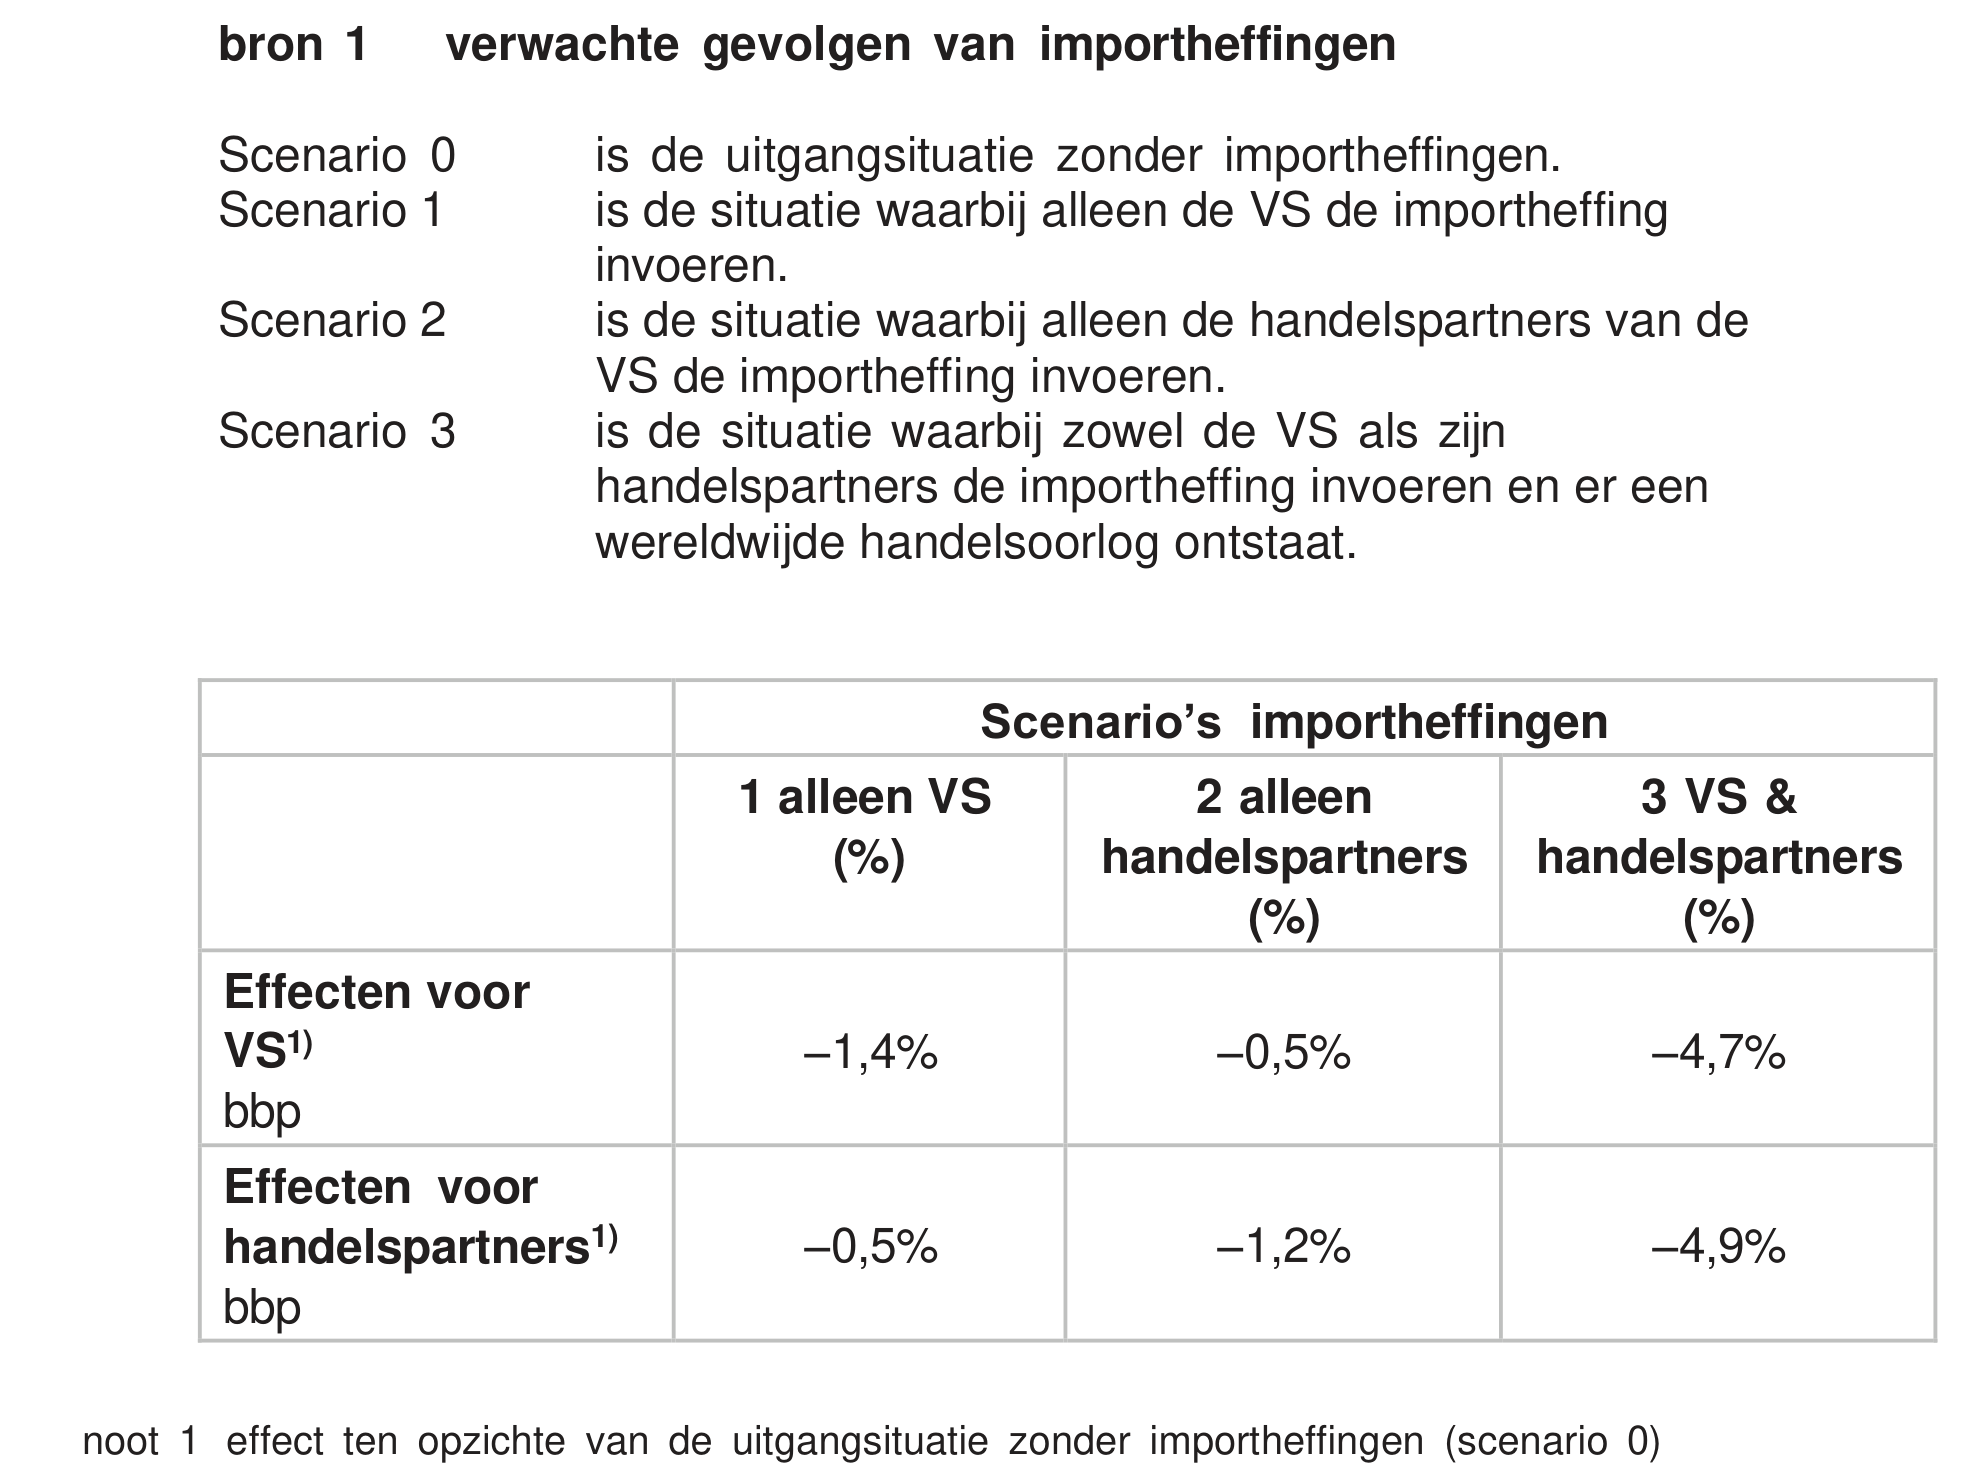 bron 1 verwachte gevolgen van importheffingen
Scenario 0 is de uitgangsituatie zonder importheffingen.
Scenario 1 is de situatie waarbij alleen de VS de importheffing
invoeren.
Scenario 2 is de situatie waarbij alleen de handelspartners van de
VS de importheffing invoeren.
Scenario 3 is de situatie waarbij zowel de VS als zijn
handelspartners de importheffing invoeren en er een
wereldwijde handelsoorlog ontstaat.
Scenario’s importheffingen
1 alleen VS
(%)
2 alleen
handelspartners
(%)
3 VS &
handelspartners
(%)
Effecten voor
VS1)
bbp
–1,4%
–0,5%
–4,7%
Effecten voor
handelspartners1)
bbp
–0,5%
–1,2%
–4,9%
noot 1 effect ten opzichte van de uitgangsituatie zonder importheffingen (scenario 0)